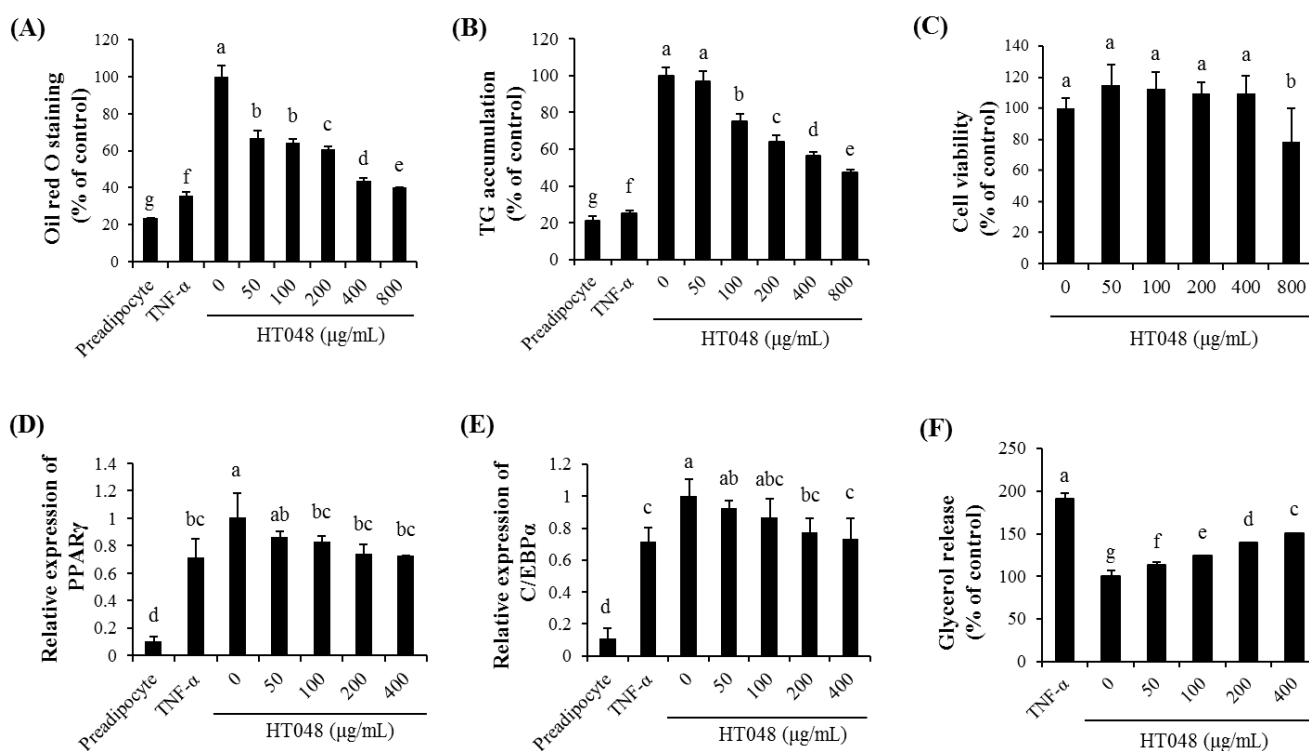 (A)
Oil red O staining
(% of control)
120
100
80
60
40
20
0
g
f
a
b
b
c
d
e
Preadipocyte
TNF-α
0
50
100
200
400
800
HT048 (μg/mL)
(B)
TG accumulation
(% of control)
120
100
80
60
40
20
0
g
f
a
a
b
c
d
e
Preadipocyte
TNF-α
0
50
100
200
400
800
HT048 (μg/mL)
(C)
Cell viability
(% of control)
140
120
100
80
60
40
20
0
a
a
a
a
a
b
0
50
100
200
400
800
HT048 (μg/mL)
(D)
Relative expression of
PPARγ
1.4
1.2
1
0.8
0.6
0.4
0.2
0
d
bc
a
ab
bc
bc
bc
Preadipocyte
TNF-α
0
50
100
200
400
HT048 (μg/mL)
(E)
Relative expression of
C/EBPα
1.2
1
0.8
0.6
0.4
0.2
0
d
c
a
ab
abc
bc
c
Preadipocyte
TNF-α
0
50
100
200
400
HT048 (μg/mL)
(F)
Glycerol release
(% of control)
250
200
150
100
50
0
a
g
f
e
d
c
TNF-α
0
50
100
200
400
HT048 (μg/mL)